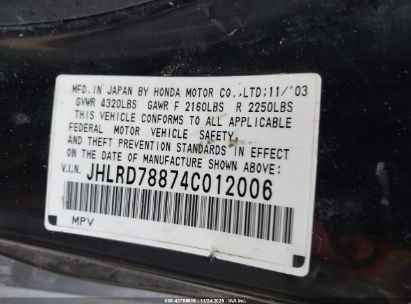 MFD.IN JAPAN BY HONDA MOTOR CO.,LTD:11/'03
GVWR 4320LBS GAWR F 2160LBS R 2250LBS
THIS VEHICLE CONFORMS TO ALL APPLICABLE
FEDERAL MOTOR VEHICLE SAFETY,
AND THEFT PREVENTION STANDARDS IN EFFECT ON
THE DATE OF MANUFACTURE SHOWN ABOVE:
V.I.N. JHLRD78874C012006
MPV